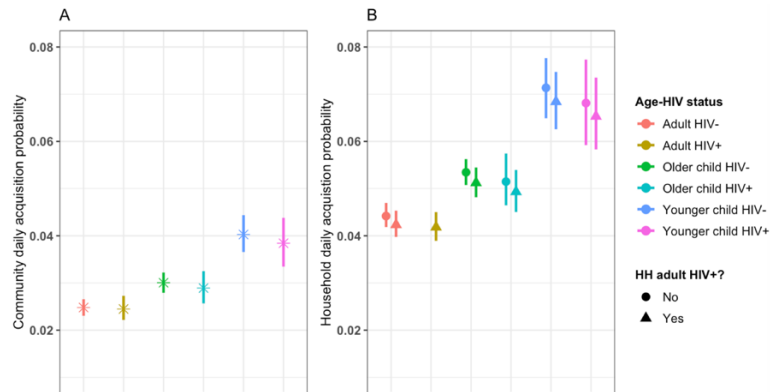 A
B
Community daily acquisition probability
0.08
0.06
0.04
0.02
Household daily acquisition probability
0.08
0.06
0.04
0.02
Age-HIV status
Adult HIV-
Adult HIV+
Older child HIV-
Older child HIV+
Younger child HIV-
Younger child HIV+
HH adult HIV+?
No
Yes